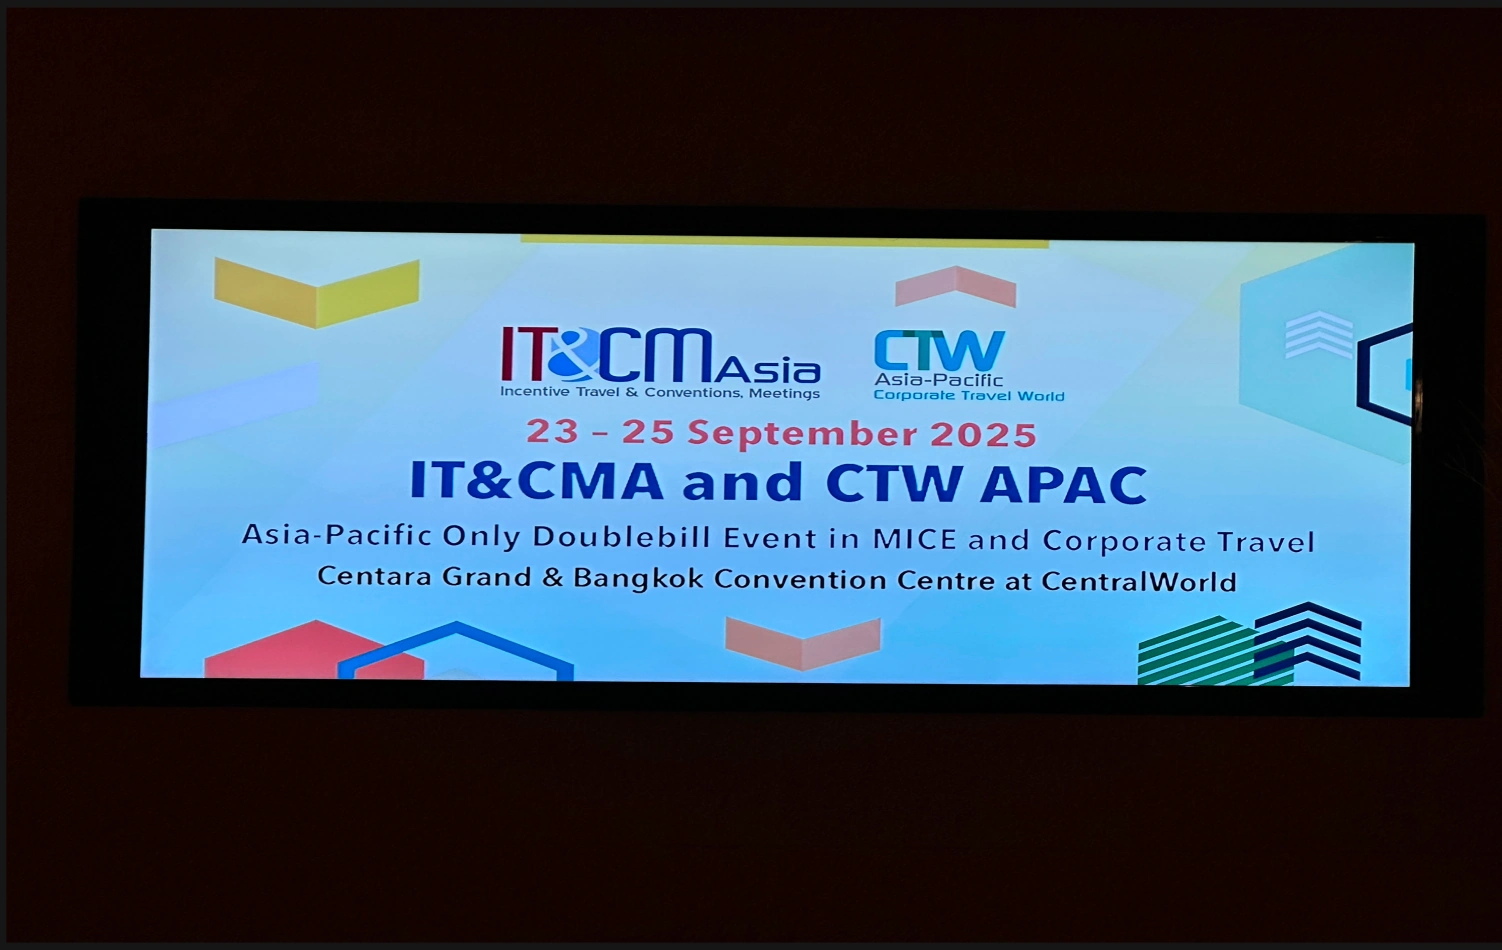 IT&CM Asia
Incentive Travel & Conventions, Meetings
CTW
Asia-Pacific
Corporate Travel World
23 – 25 September 2025
IT&CMA and CTW APAC
Asia-Pacific Only Doublebill Event in MICE and Corporate Travel
Centara Grand & Bangkok Convention Centre at CentralWorld